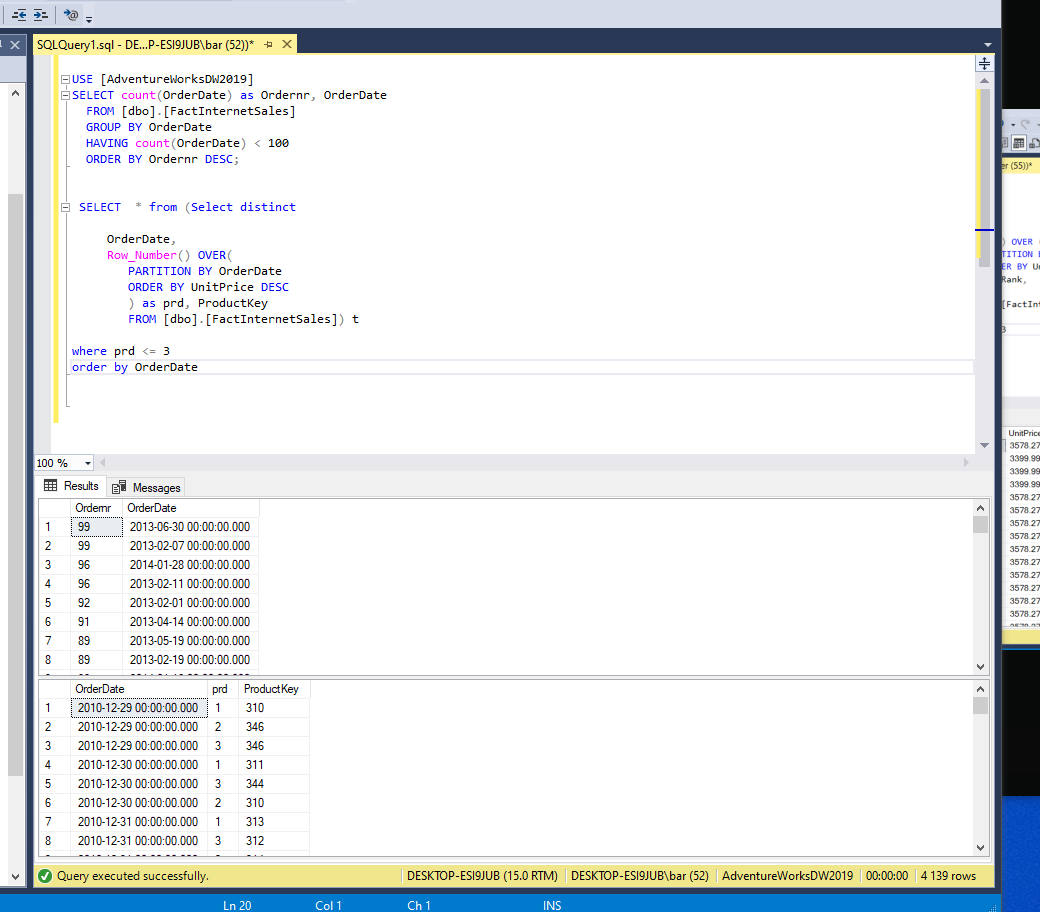 SQLQuery1.sql - DE...P-ESI9JUB\bar (52))*
USE [AdventureWorksDW2019]
SELECT count(OrderDate) as Ordernr, OrderDate
FROM [dbo].[FactInternetSales]
GROUP BY OrderDate
HAVING count(OrderDate) < 100
ORDER BY Ordernr DESC;
SELECT * from (Select distinct
OrderDate,
Row_Number() OVER(
PARTITION BY OrderDate
ORDER BY UnitPrice DESC
) as prd, ProductKey
FROM [dbo].[FactInternetSales]) t
where prd <= 3
order by OrderDate
100 %
Results Messages
Ordernr OrderDate
1 99 2013-06-30 00:00:00.000
2 99 2013-02-07 00:00:00.000
3 96 2014-01-28 00:00:00.000
4 96 2013-02-11 00:00:00.000
5 92 2013-02-01 00:00:00.000
6 91 2013-04-14 00:00:00.000
7 89 2013-05-19 00:00:00.000
8 89 2013-02-19 00:00:00.000
OrderDate prd ProductKey
1 2010-12-29 00:00:00.000 1 310
2 2010-12-29 00:00:00.000 2 346
3 2010-12-29 00:00:00.000 3 346
4 2010-12-30 00:00:00.000 1 311
5 2010-12-30 00:00:00.000 3 344
6 2010-12-30 00:00:00.000 2 310
7 2010-12-31 00:00:00.000 1 313
8 2010-12-31 00:00:00.000 3 312
Query executed successfully.
DESKTOP-ESI9JUB (15.0 RTM) DESKTOP-ESI9JUB\bar (52) AdventureWorksDW2019 00:00:00 4 139 rows
Ln 20 Col 1 Ch 1 INS
er (55))*
) OVER (
TITION B
ER BY Un
Rank,
[FactInt
3
UnitPrice
3578.27
3399.99
3399.99
3399.99
3578.27
3578.27
3578.27
3578.27
3578.27
3578.27
3578.27
3578.27
3578.27
3578.27